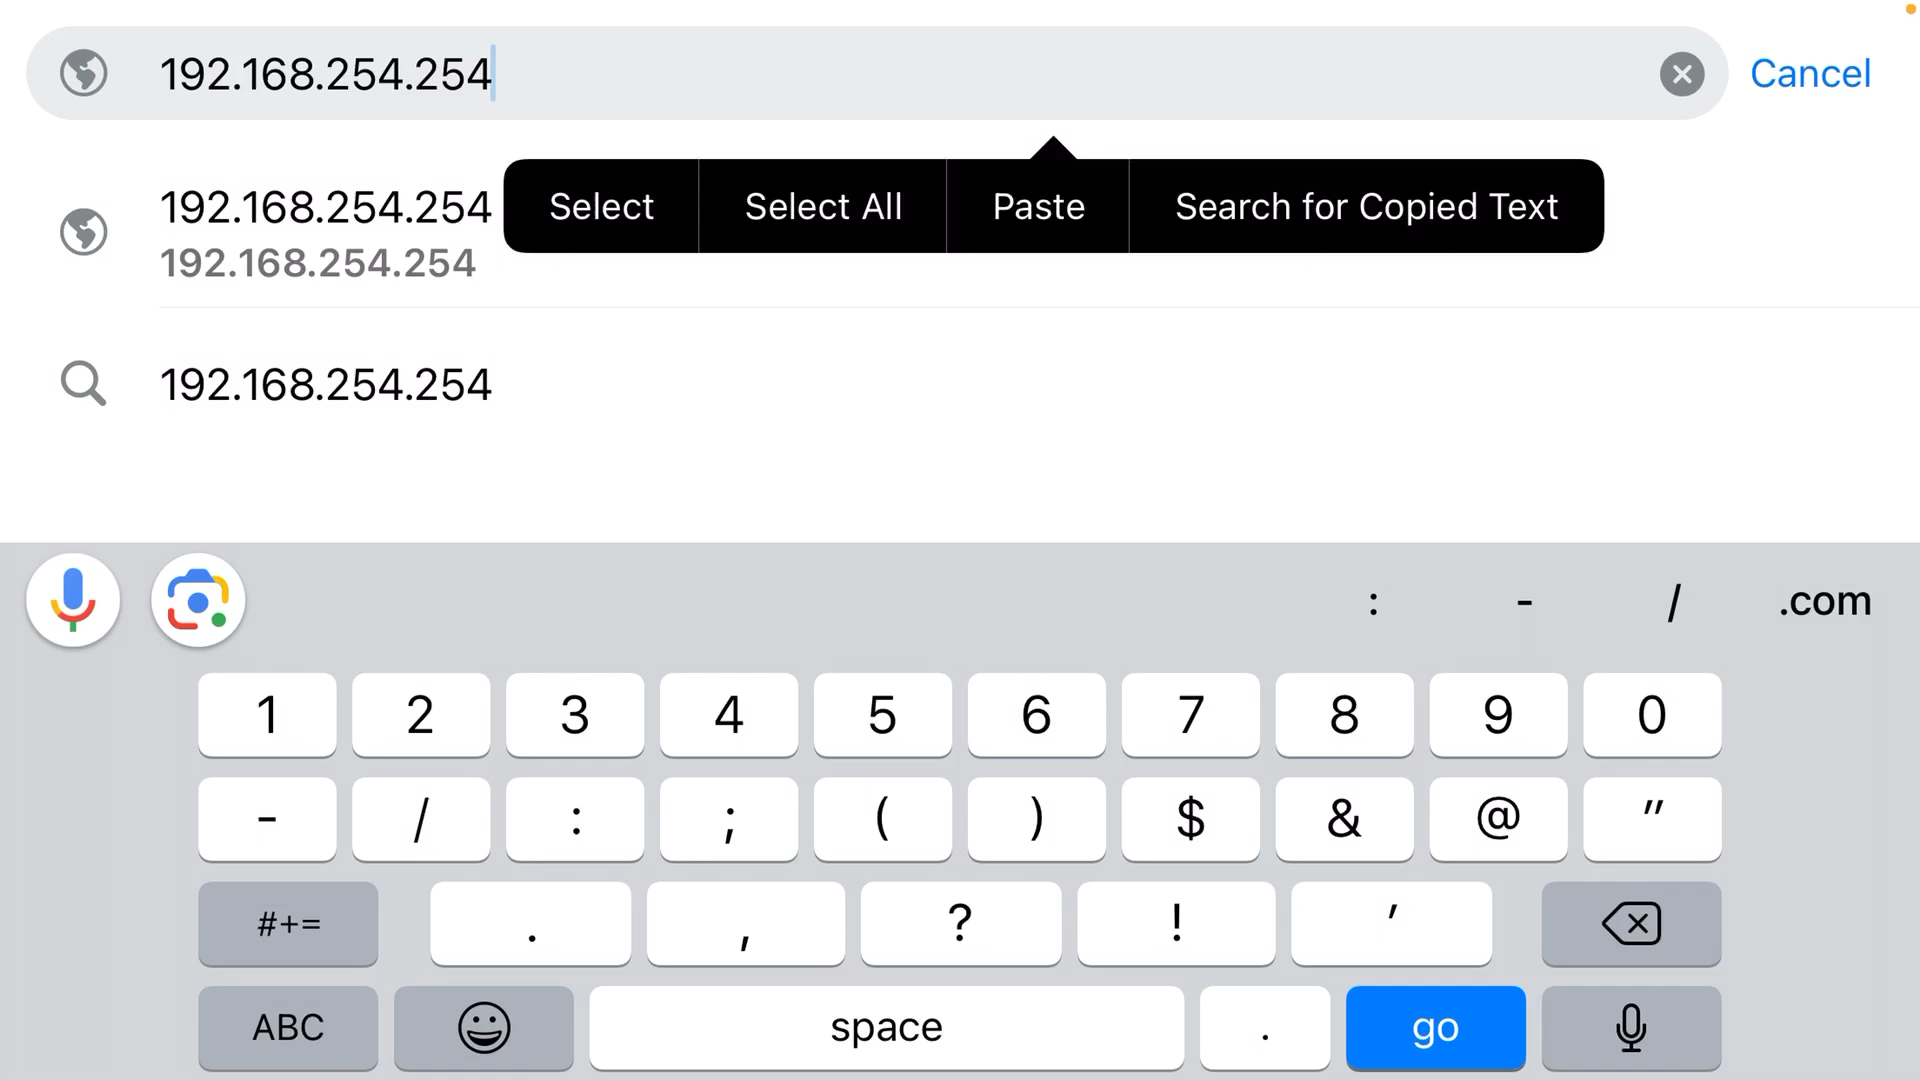 192.168.254.254
Cancel
192.168.254.254
192.168.254.254
Select Select All Paste Search for Copied Text
192.168.254.254
: - / .com
1 2 3 4 5 6 7 8 9 0
- / : ; ( ) $ & @ "
#+= . , ? ! '
ABC space . go